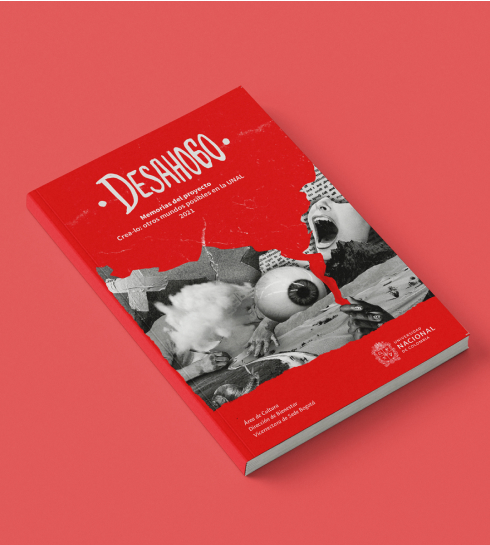 • DESAHOGO •
Memorias del proyecto
Crea-lo: otros mundos posibles en la UNAL
2021
UNIVERSIDAD
NACIONAL
DE COLOMBIA
Área de Cultura
Dirección de Bienestar
Vicerrectoría de Sede Bogotá